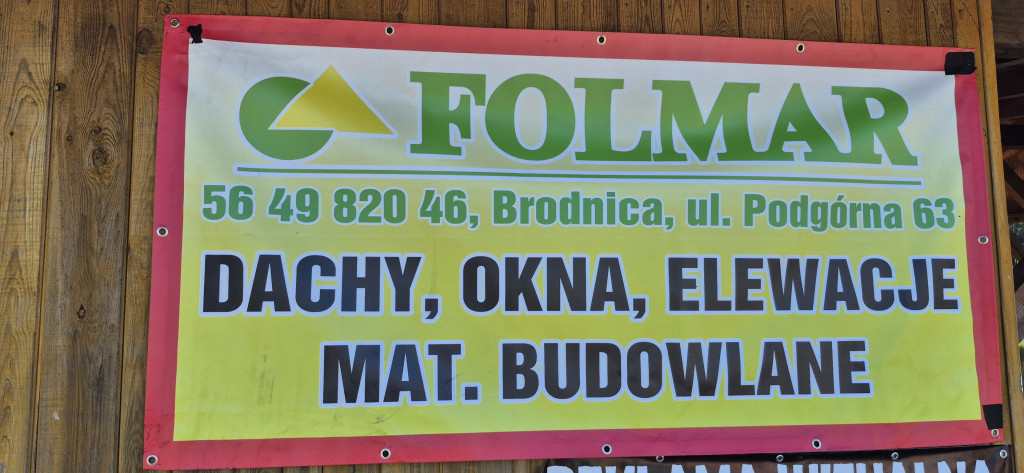 FOLMAR
56 49 820 46, Brodnica, ul. Podgórna 63
DACHY, OKNA, ELEWACJE
MAT. BUDOWLANE